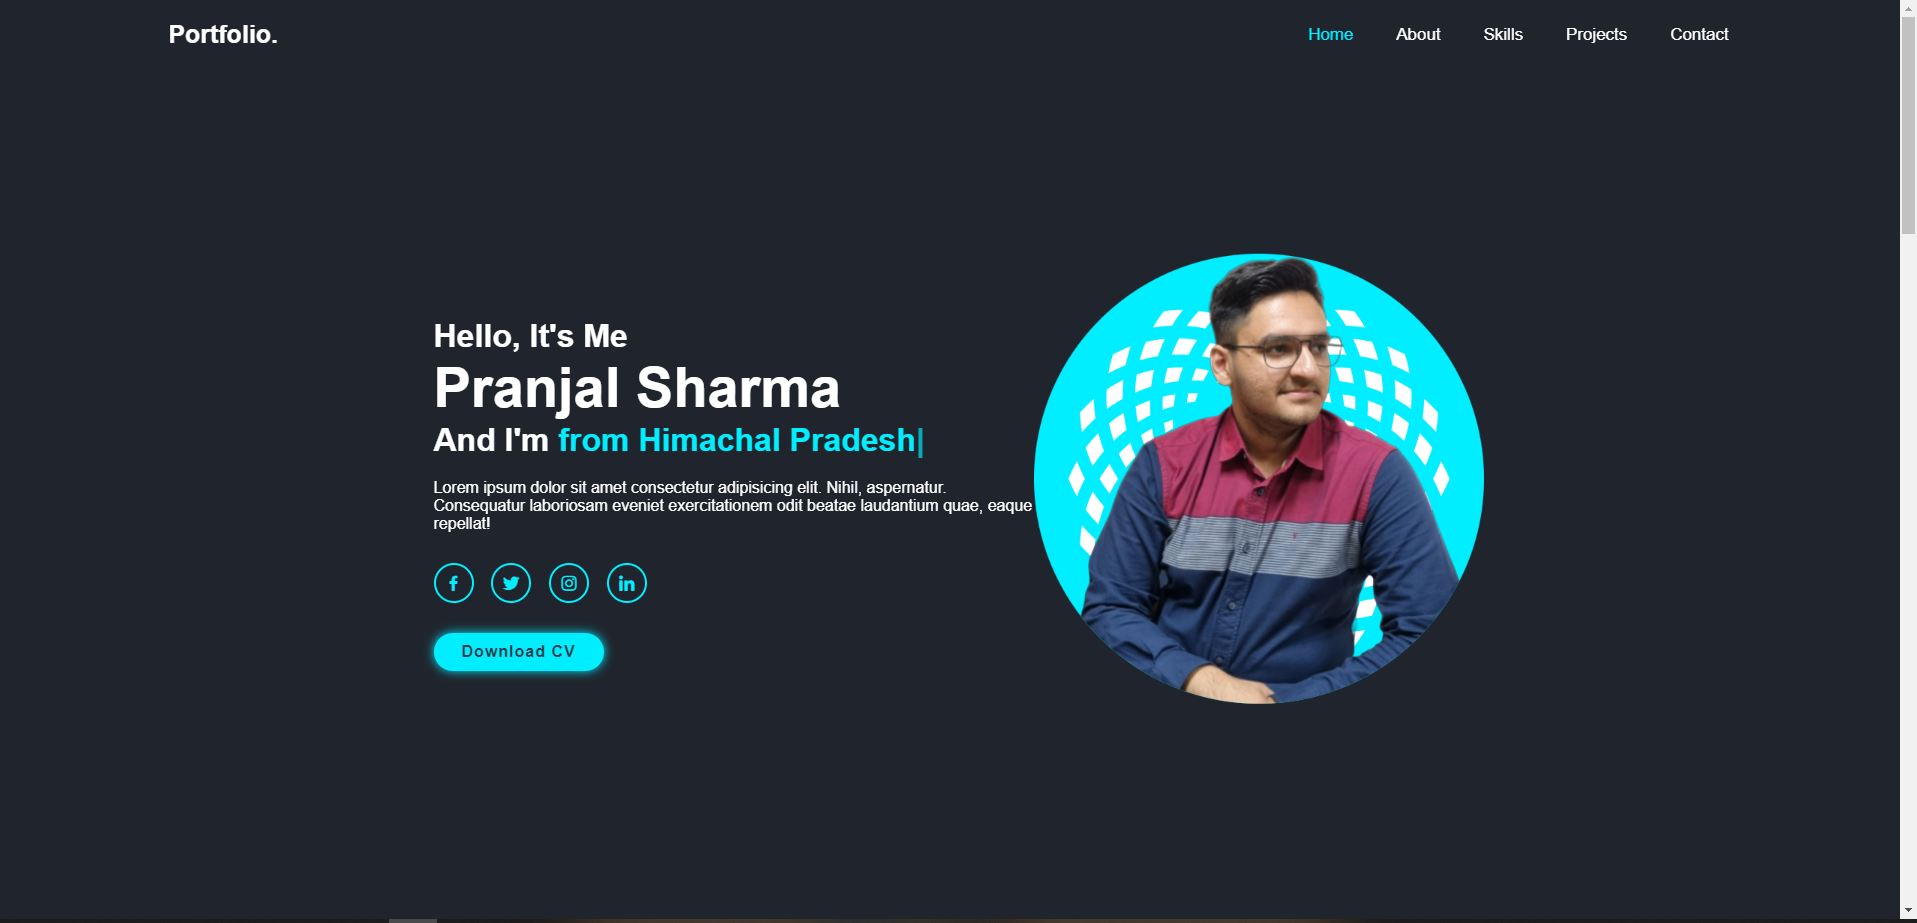 Portfolio.
Home About Skills Projects Contact
Hello, It's Me
Pranjal Sharma
And I'm from Himachal Pradesh|
Lorem ipsum dolor sit amet consectetur adipisicing elit. Nihil, aspernatur.
Consequatur laboriosam eveniet exercitationem odit beatae laudantium quae, eaque
repellat!
Download CV